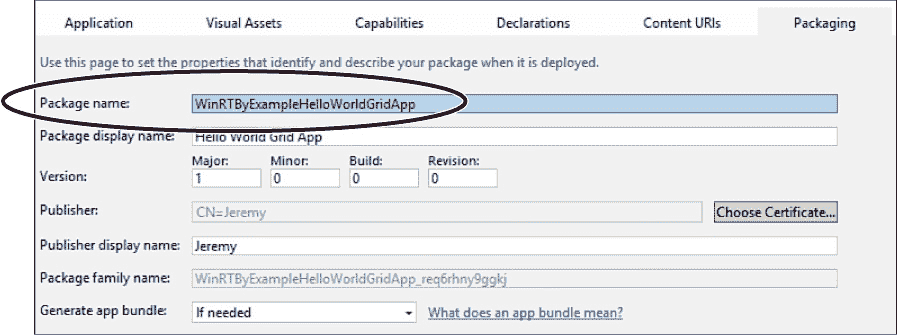 Application Visual Assets Capabilities Declarations Content URIs Packaging
Use this page to set the properties that identify and describe your package when it is deployed.
Package name: WinRTByExampleHelloWorldGridApp
Package display name: Hello World Grid App
Major: Minor: Build: Revision:
Version: 1 0 0 0
Publisher: CN=Jeremy Choose Certificate...
Publisher display name: Jeremy
Package family name: WinRTByExampleHelloWorldGridApp_req6rhny9ggkj
Generate app bundle: If needed What does an app bundle mean?